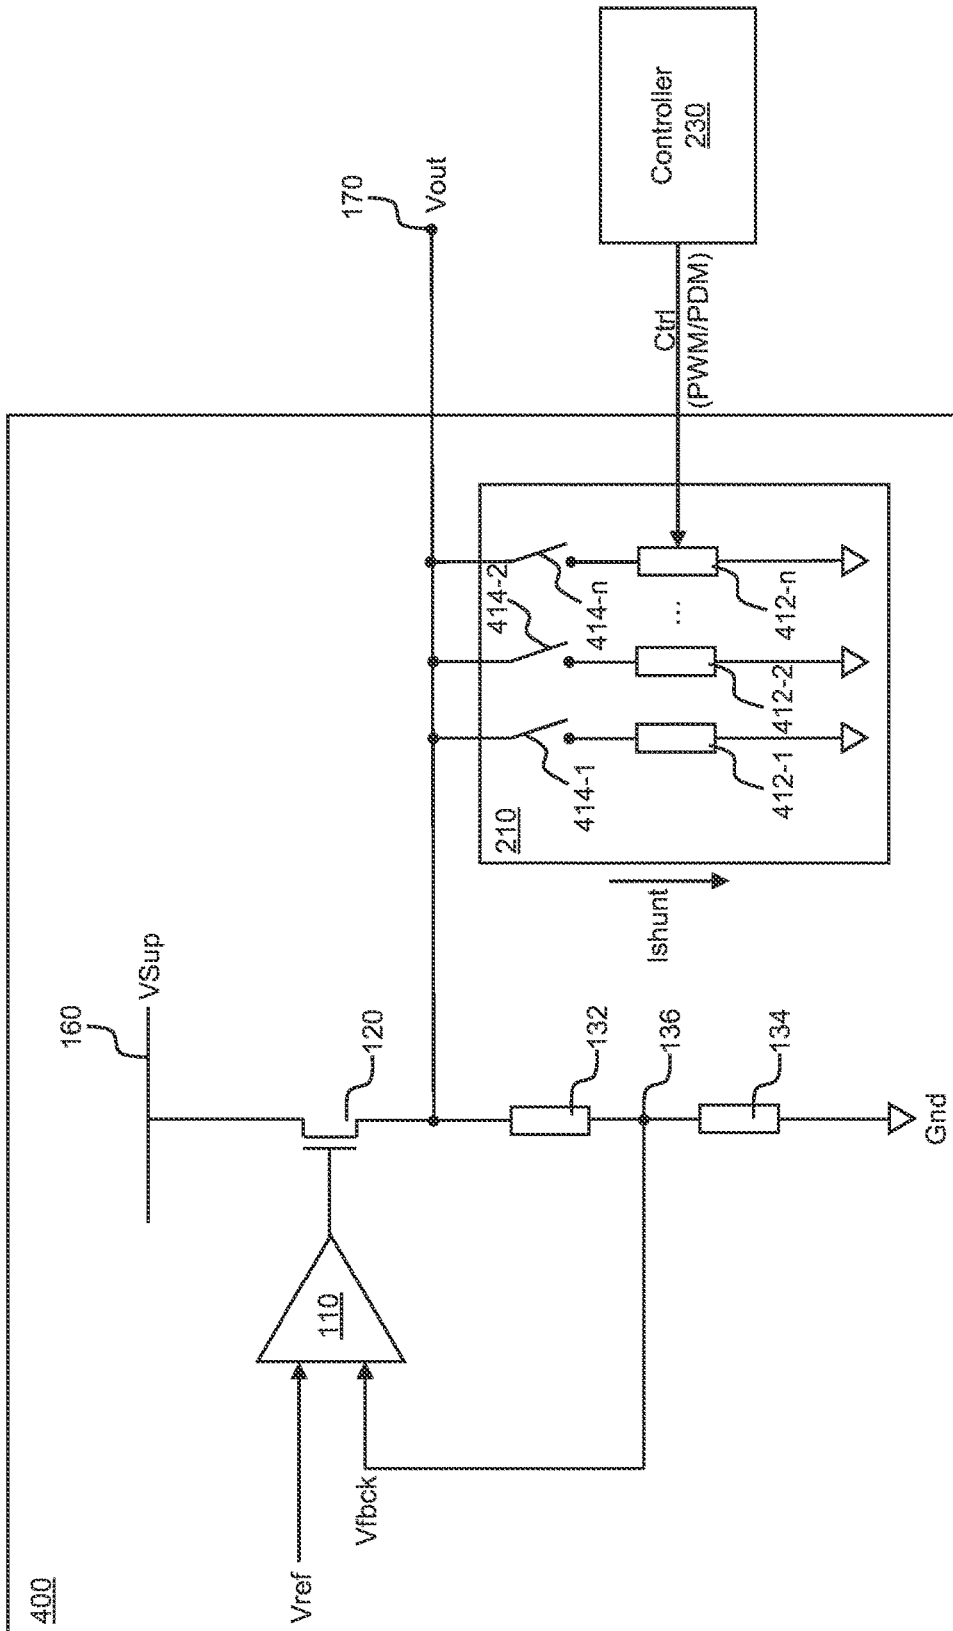 400
VSup
160
120
110
Vref
Vfbck
132
136
134
Gnd
170
Vout
210
414-1
414-2
414-n
...
412-1
412-2
412-n
Ishunt
Ctrl
(PWM/PDM)
Controller
230